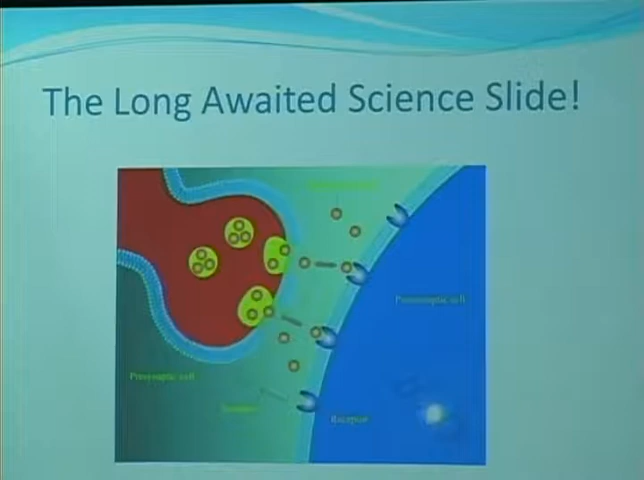 The Long Awaited Science Slide!
Postsynaptic cell
Presynaptic cell
Receptor